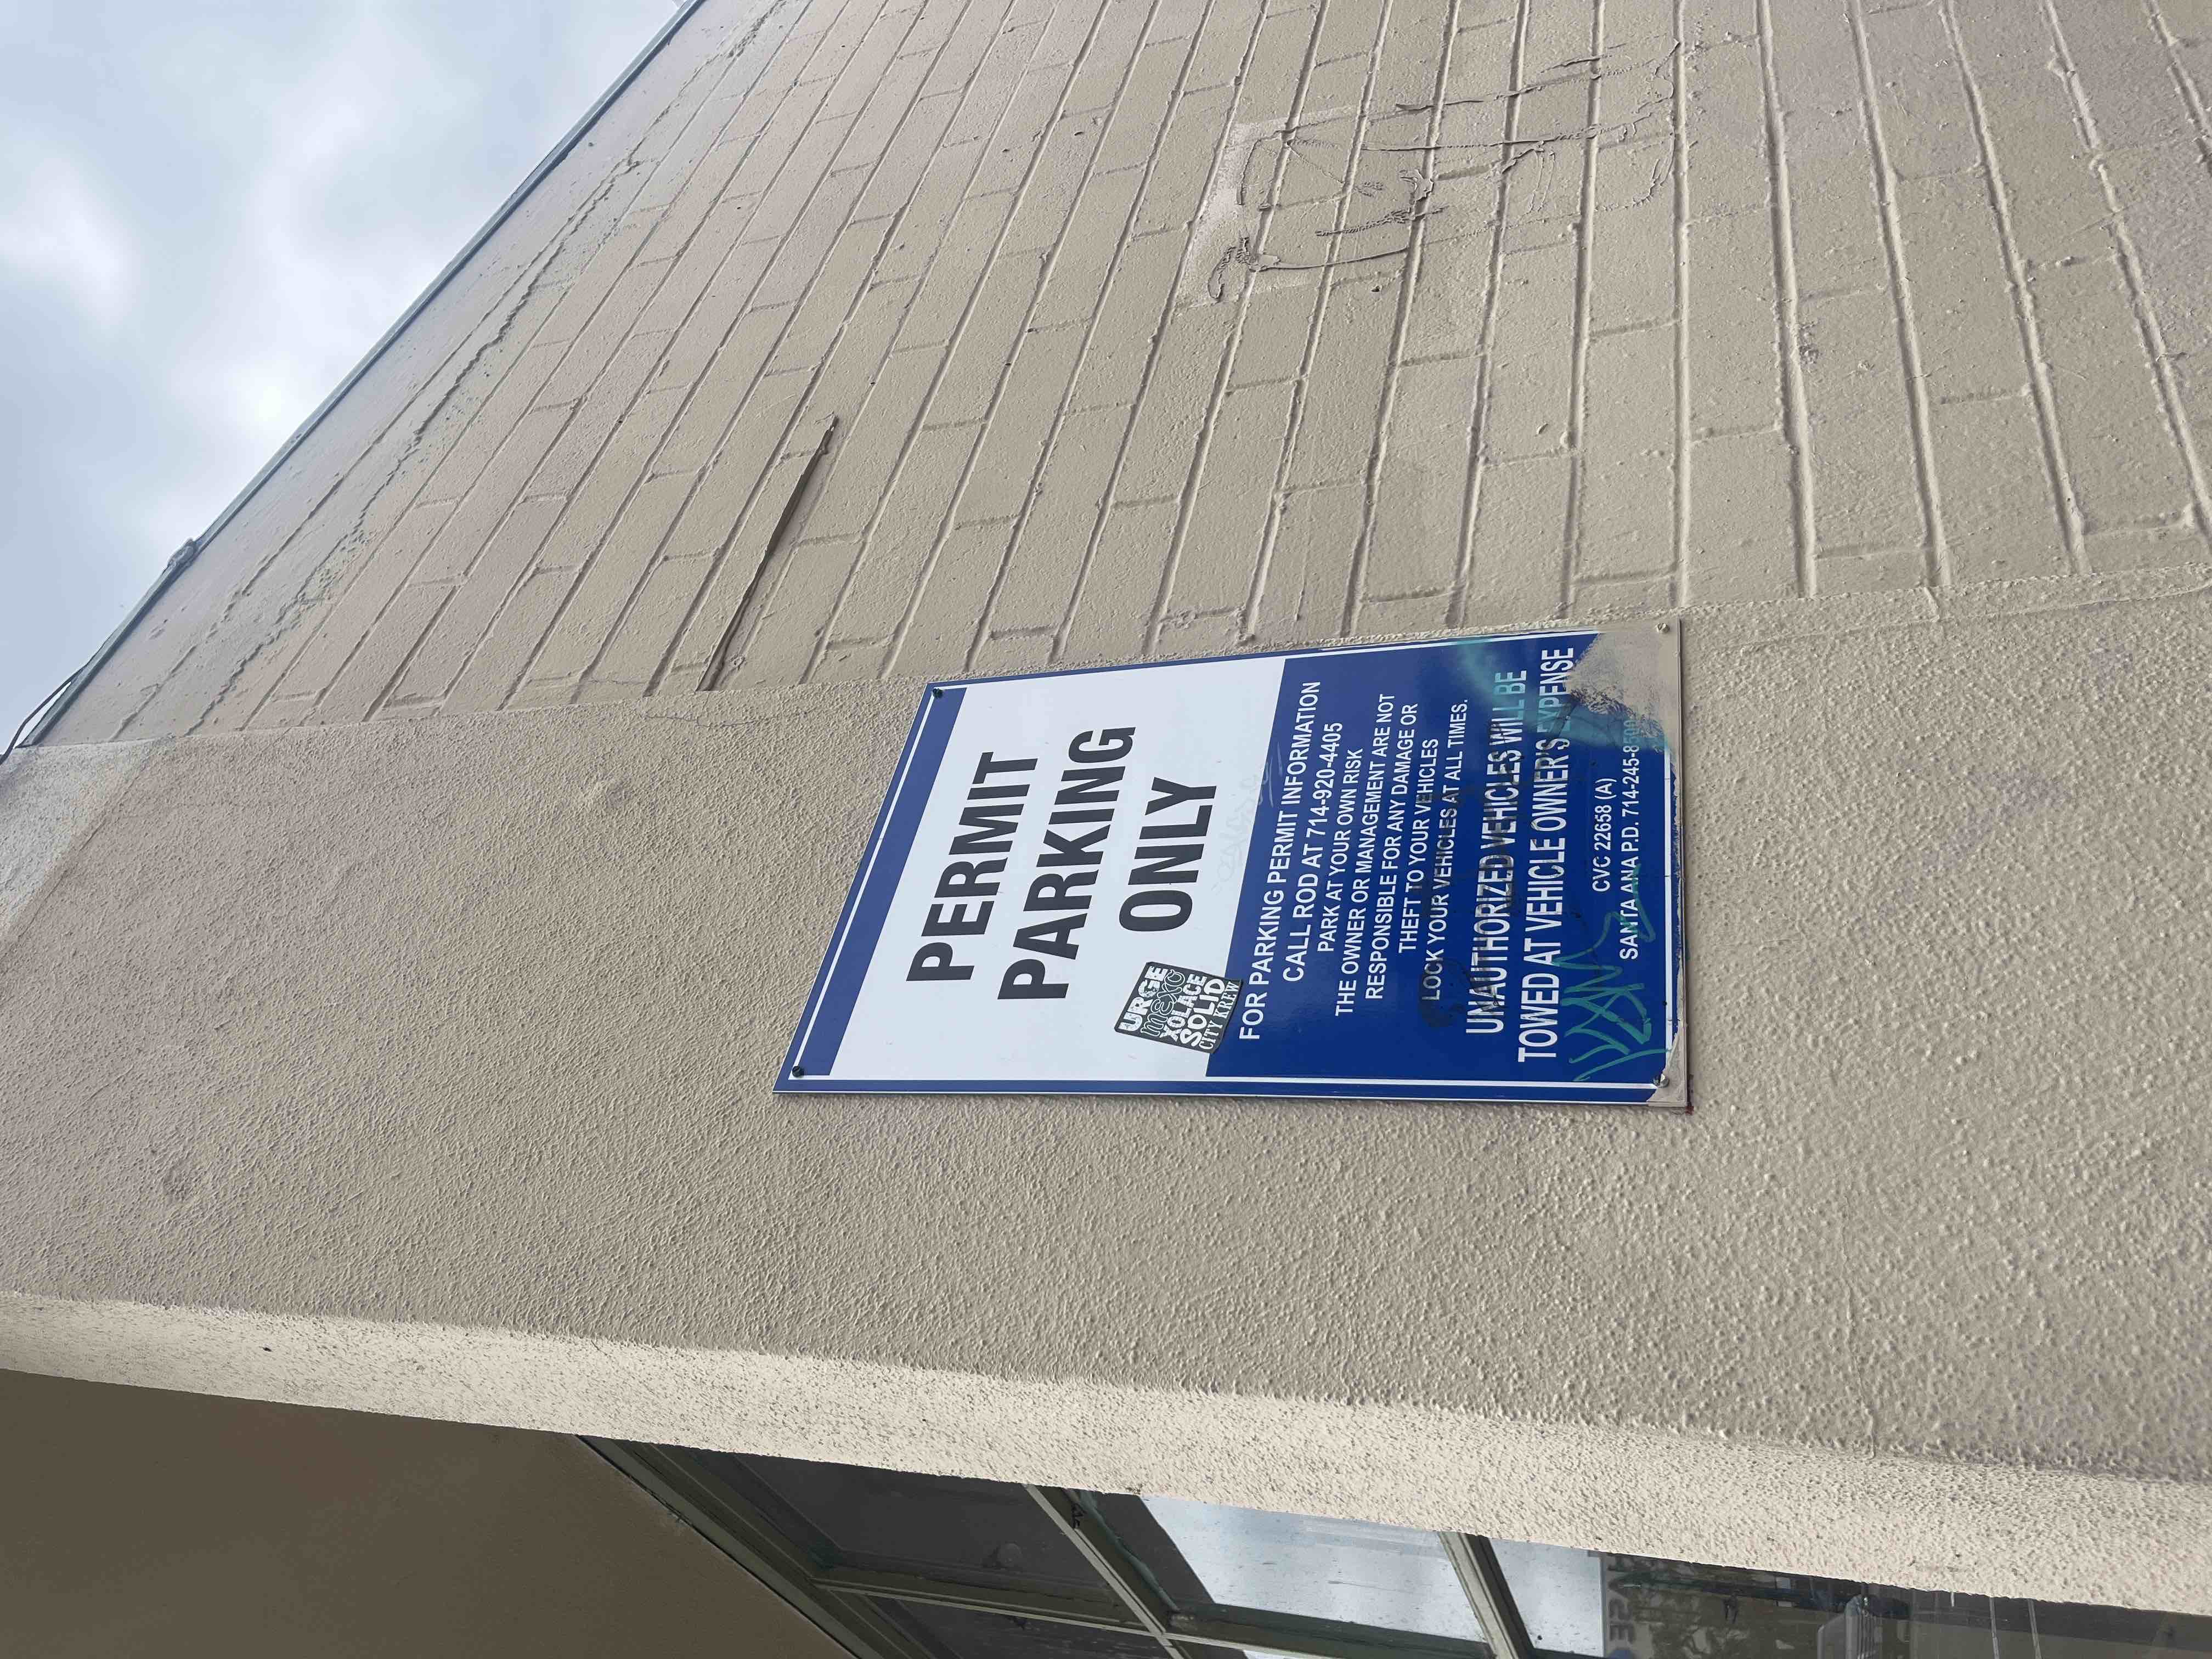 PERMIT
PARKING
ONLY
URGE
mexo
XOLACE
SOLID
CITY KREW
FOR PARKING PERMIT INFORMATION
CALL ROD AT 714-920-4405
PARK AT YOUR OWN RISK
THE OWNER OR MANAGEMENT ARE NOT
RESPONSIBLE FOR ANY DAMAGE OR
THEFT TO YOUR VEHICLES
LOCK YOUR VEHICLES AT ALL TIMES.
UNAUTHORIZED VEHICLES WILL BE
TOWED AT VEHICLE OWNER'S EXPENSE
CVC 22658 (A)
SANTA ANA P.D.